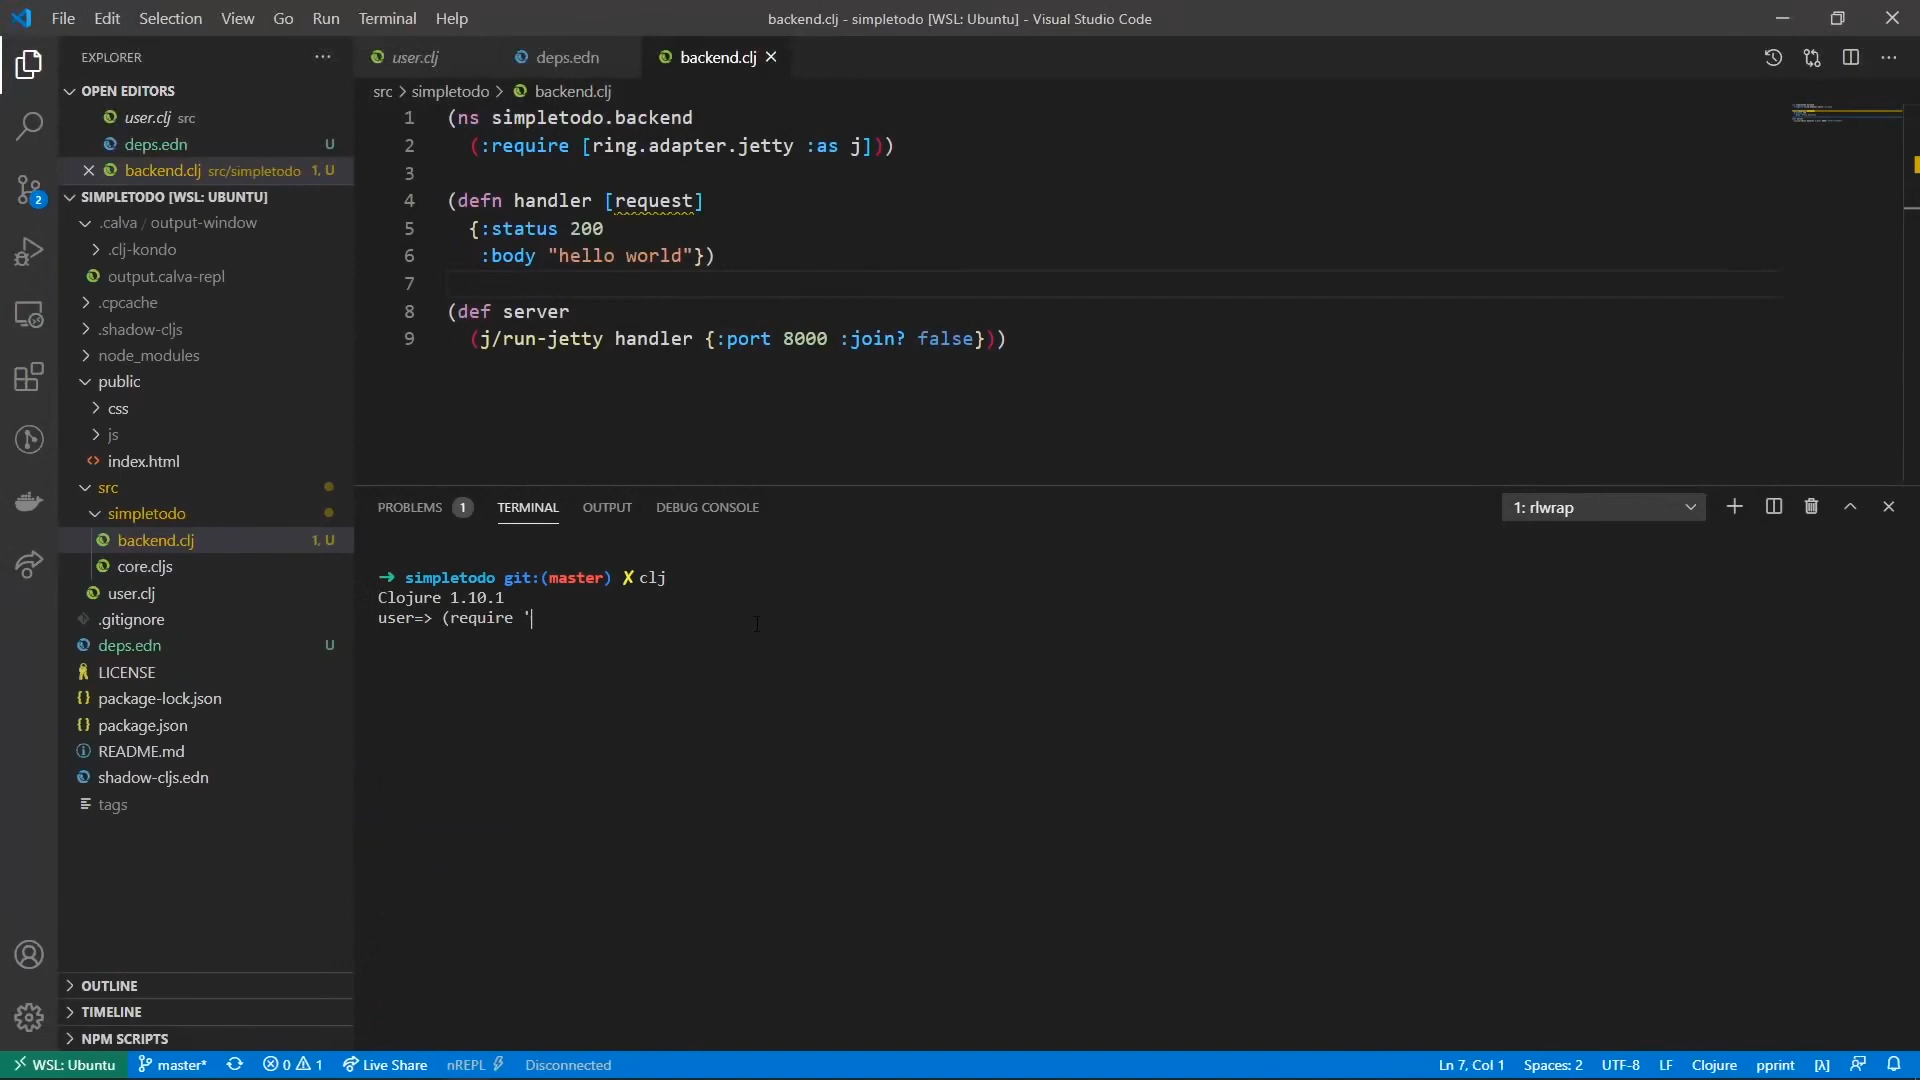 File Edit Selection View Go Run Terminal Help
backend.clj - simpletodo [WSL: Ubuntu] - Visual Studio Code
EXPLORER
OPEN EDITORS
user.clj src
deps.edn U
backend.clj src/simpletodo 1, U
SIMPLETODO [WSL: UBUNTU]
.calva / output-window
.clj-kondo
output.calva-repl
.cpcache
.shadow-cljs
node_modules
public
css
js
index.html
src
simpletodo
backend.clj 1, U
core.cljs
user.clj
.gitignore
deps.edn U
LICENSE
package-lock.json
package.json
README.md
shadow-cljs.edn
tags
OUTLINE
TIMELINE
NPM SCRIPTS
2
user.clj deps.edn backend.clj
src > simpletodo > backend.clj
1 (ns simpletodo.backend
2 (:require [ring.adapter.jetty :as j]))
3
4 (defn handler [request]
5 {:status 200
6 :body "hello world"})
7
8 (def server
9 (j/run-jetty handler {:port 8000 :join? false}))
PROBLEMS 1 TERMINAL OUTPUT DEBUG CONSOLE 1: rlwrap
→ simpletodo git:(master) ✗ clj
Clojure 1.10.1
user=> (require '
WSL: Ubuntu master* 0 1 Live Share nREPL Disconnected Ln 7, Col 1 Spaces: 2 UTF-8 LF Clojure pprint [λ]